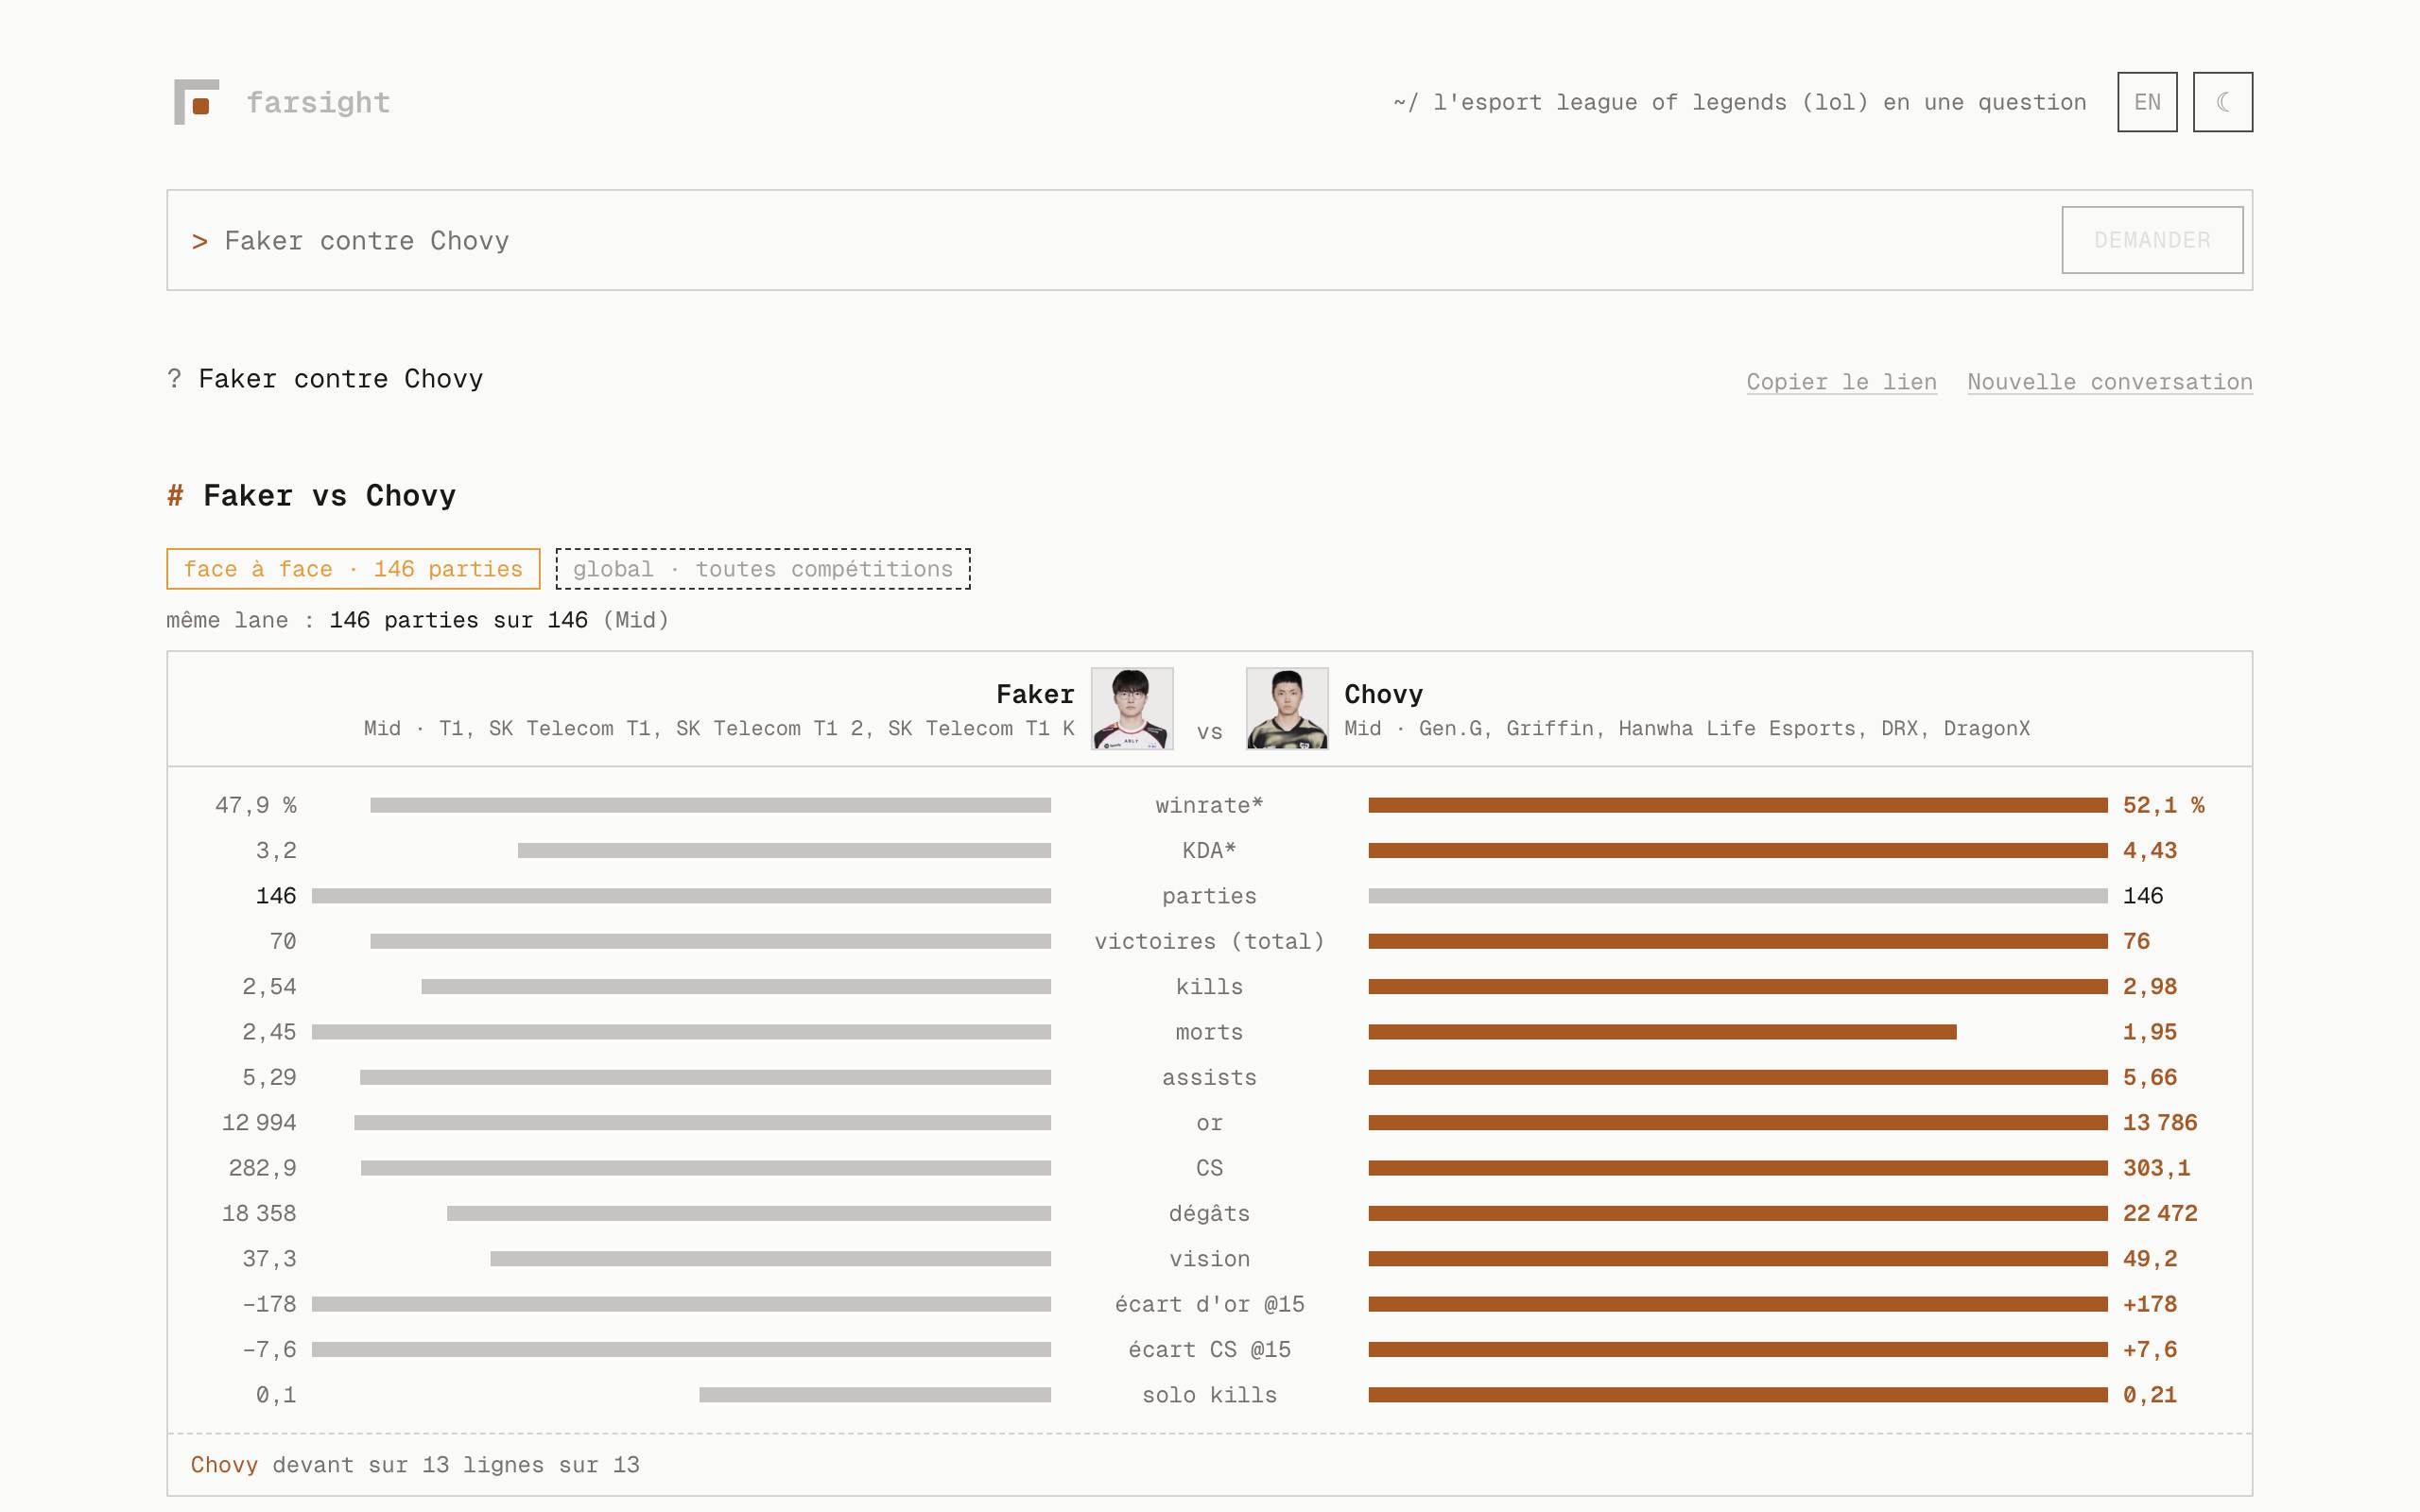 farsight
~/ l'esport league of legends (lol) en une question
EN
> Faker contre Chovy
DEMANDER
? Faker contre Chovy
Copier le lien
Nouvelle conversation
# Faker vs Chovy
face à face · 146 parties
global · toutes compétitions
même lane : 146 parties sur 146 (Mid)
Faker
Mid · T1, SK Telecom T1, SK Telecom T1 2, SK Telecom T1 K
vs
Chovy
Mid · Gen.G, Griffin, Hanwha Life Esports, DRX, DragonX
47,9 % winrate* 52,1 %
3,2 KDA* 4,43
146 parties 146
70 victoires (total) 76
2,54 kills 2,98
2,45 morts 1,95
5,29 assists 5,66
12 994 or 13 786
282,9 CS 303,1
18 358 dégâts 22 472
37,3 vision 49,2
−178 écart d'or @15 +178
−7,6 écart CS @15 +7,6
0,1 solo kills 0,21
Chovy devant sur 13 lignes sur 13